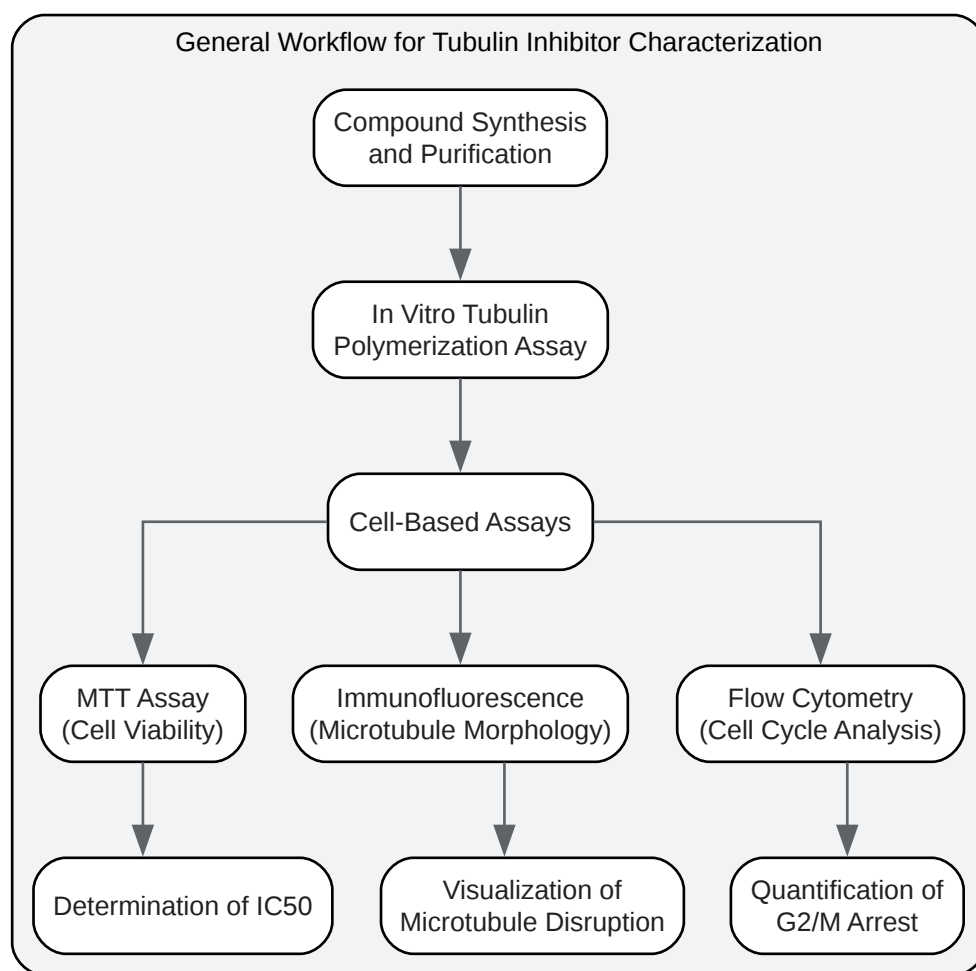 General Workflow for Tubulin Inhibitor Characterization
Compound Synthesis
and Purification
In Vitro Tubulin
Polymerization Assay
Cell-Based Assays
MTT Assay
(Cell Viability)
Immunofluorescence
(Microtubule Morphology)
Flow Cytometry
(Cell Cycle Analysis)
Determination of IC50
Visualization of
Microtubule Disruption
Quantification of
G2/M Arrest